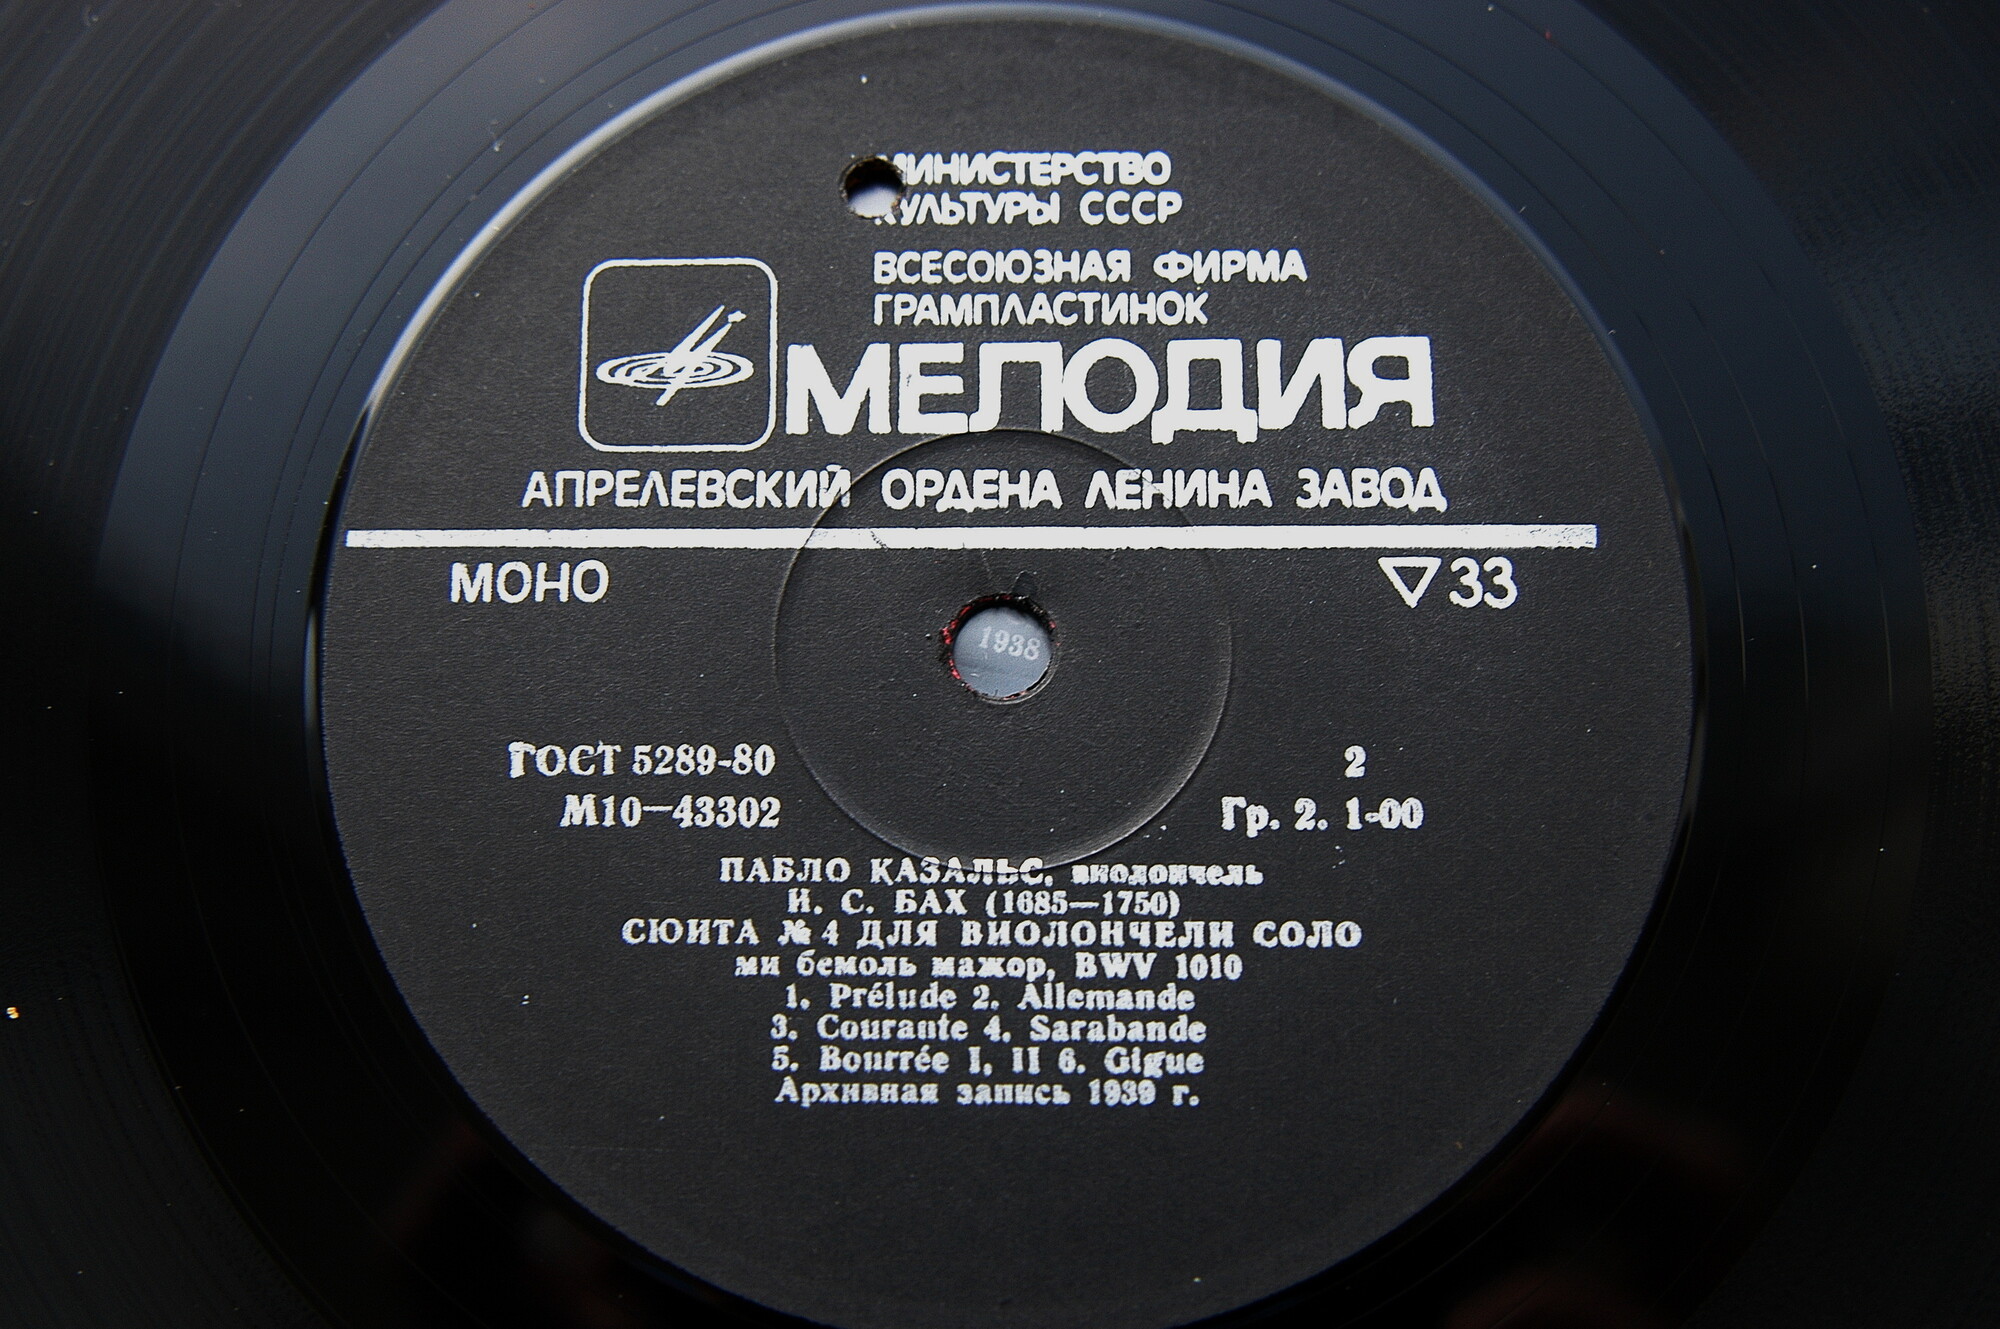 МИНИСТЕРСТВО
КУЛЬТУРЫ СССР
ВСЕСОЮЗНАЯ ФИРМА
ГРАМПЛАСТИНОК
МЕЛОДИЯ
АПРЕЛЕВСКИЙ ОРДЕНА ЛЕНИНА ЗАВОД
МОНО ▽33
1938
ГОСТ 5289-80 2
М10—43302 Гр. 2. 1-00
ПАБЛО КАЗАЛЬС, виолончель
И. С. БАХ (1685—1750)
СЮИТА № 4 ДЛЯ ВИОЛОНЧЕЛИ СОЛО
ми бемоль мажор, BWV 1010
1. Prélude 2. Allemande
3. Courante 4. Sarabande
5. Bourrée I, II 6. Gigue
Архивная запись 1939 г.